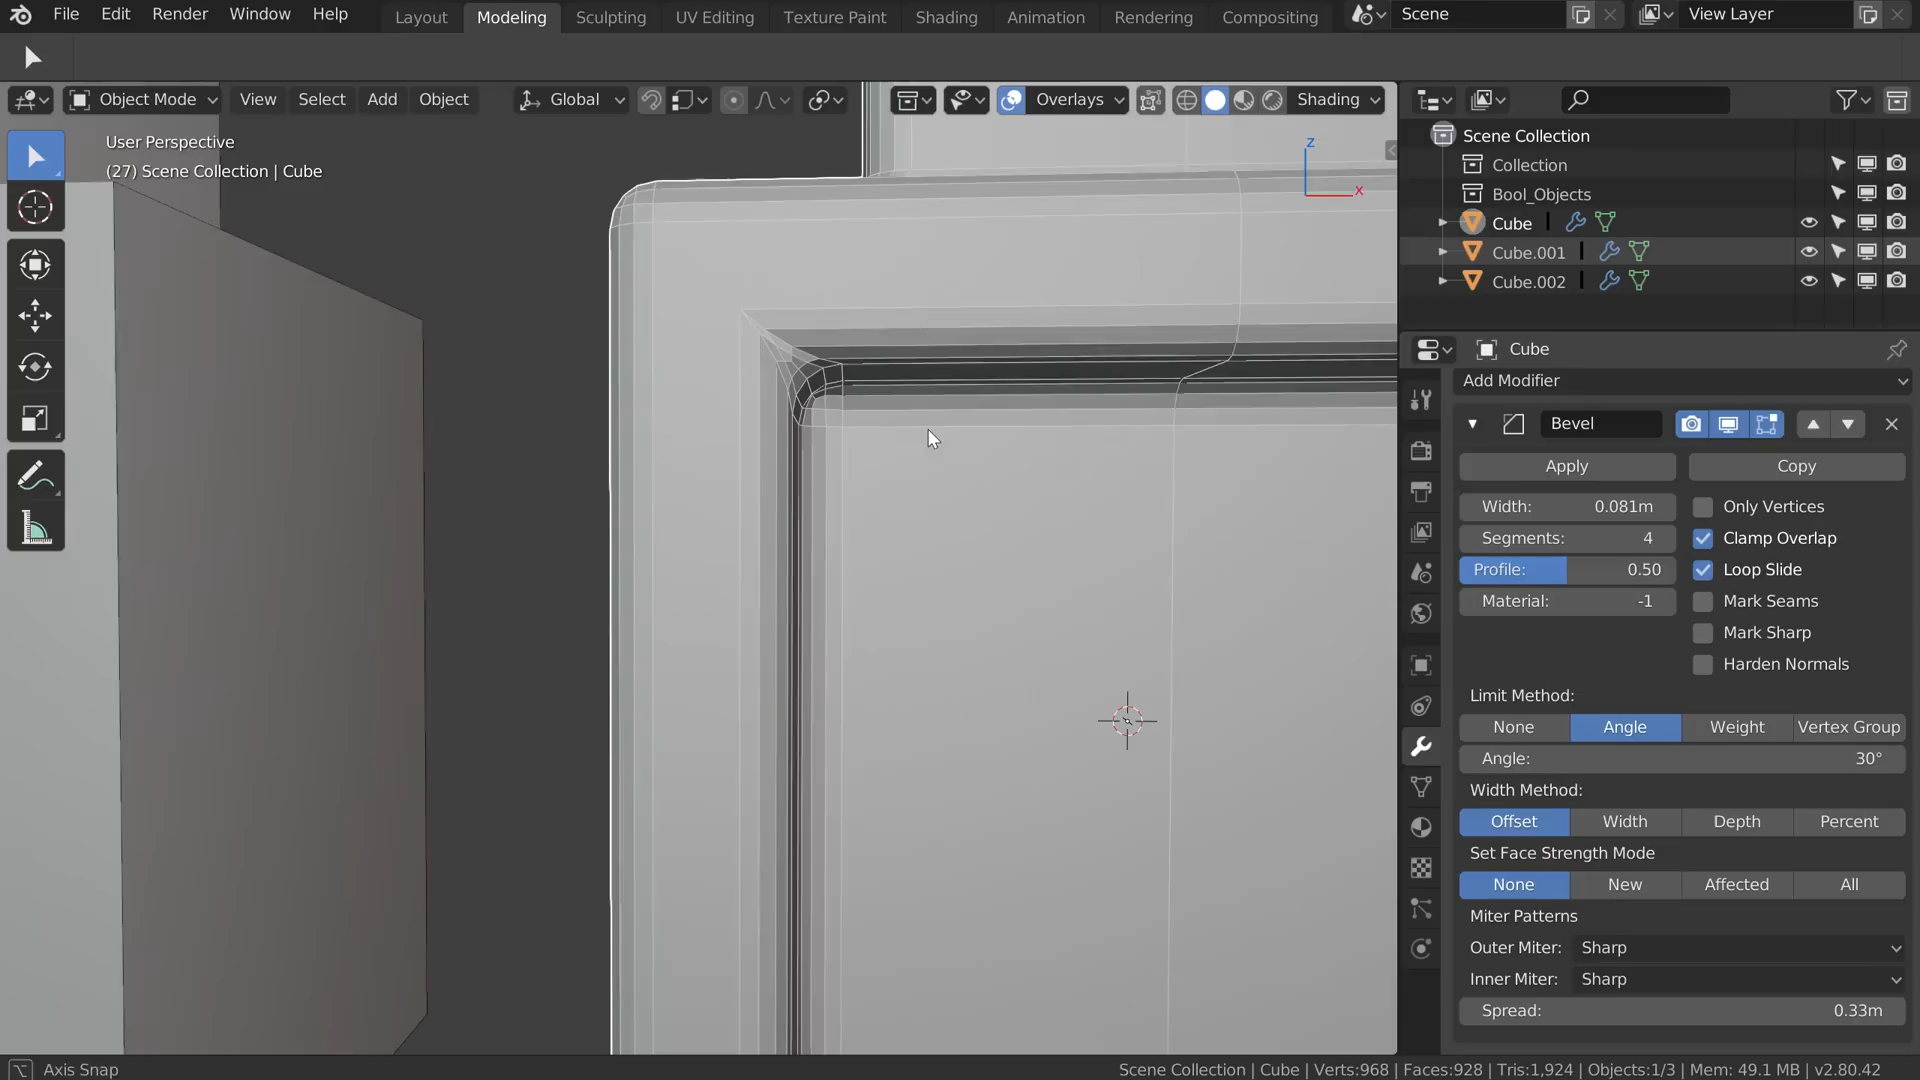 File Edit Render Window Help Layout Modeling Sculpting UV Editing Texture Paint Shading Animation Rendering Compositing Scene View Layer
Object Mode View Select Add Object Global Overlays Shading
User Perspective
(27) Scene Collection | Cube
z
x
Scene Collection
Collection
Bool_Objects
Cube
Cube.001
Cube.002
Cube
Add Modifier
Bevel
Apply Copy
Width: 0.081m Only Vertices
Segments: 4 Clamp Overlap
Profile: 0.50 Loop Slide
Material: -1 Mark Seams
Mark Sharp
Harden Normals
Limit Method:
None Angle Weight Vertex Group
Angle: 30°
Width Method:
Offset Width Depth Percent
Set Face Strength Mode
None New Affected All
Miter Patterns
Outer Miter: Sharp
Inner Miter: Sharp
Spread: 0.33m
Axis Snap
Scene Collection | Cube | Verts:968 | Faces:928 | Tris:1,924 | Objects:1/3 | Mem: 49.1 MB | v2.80.42